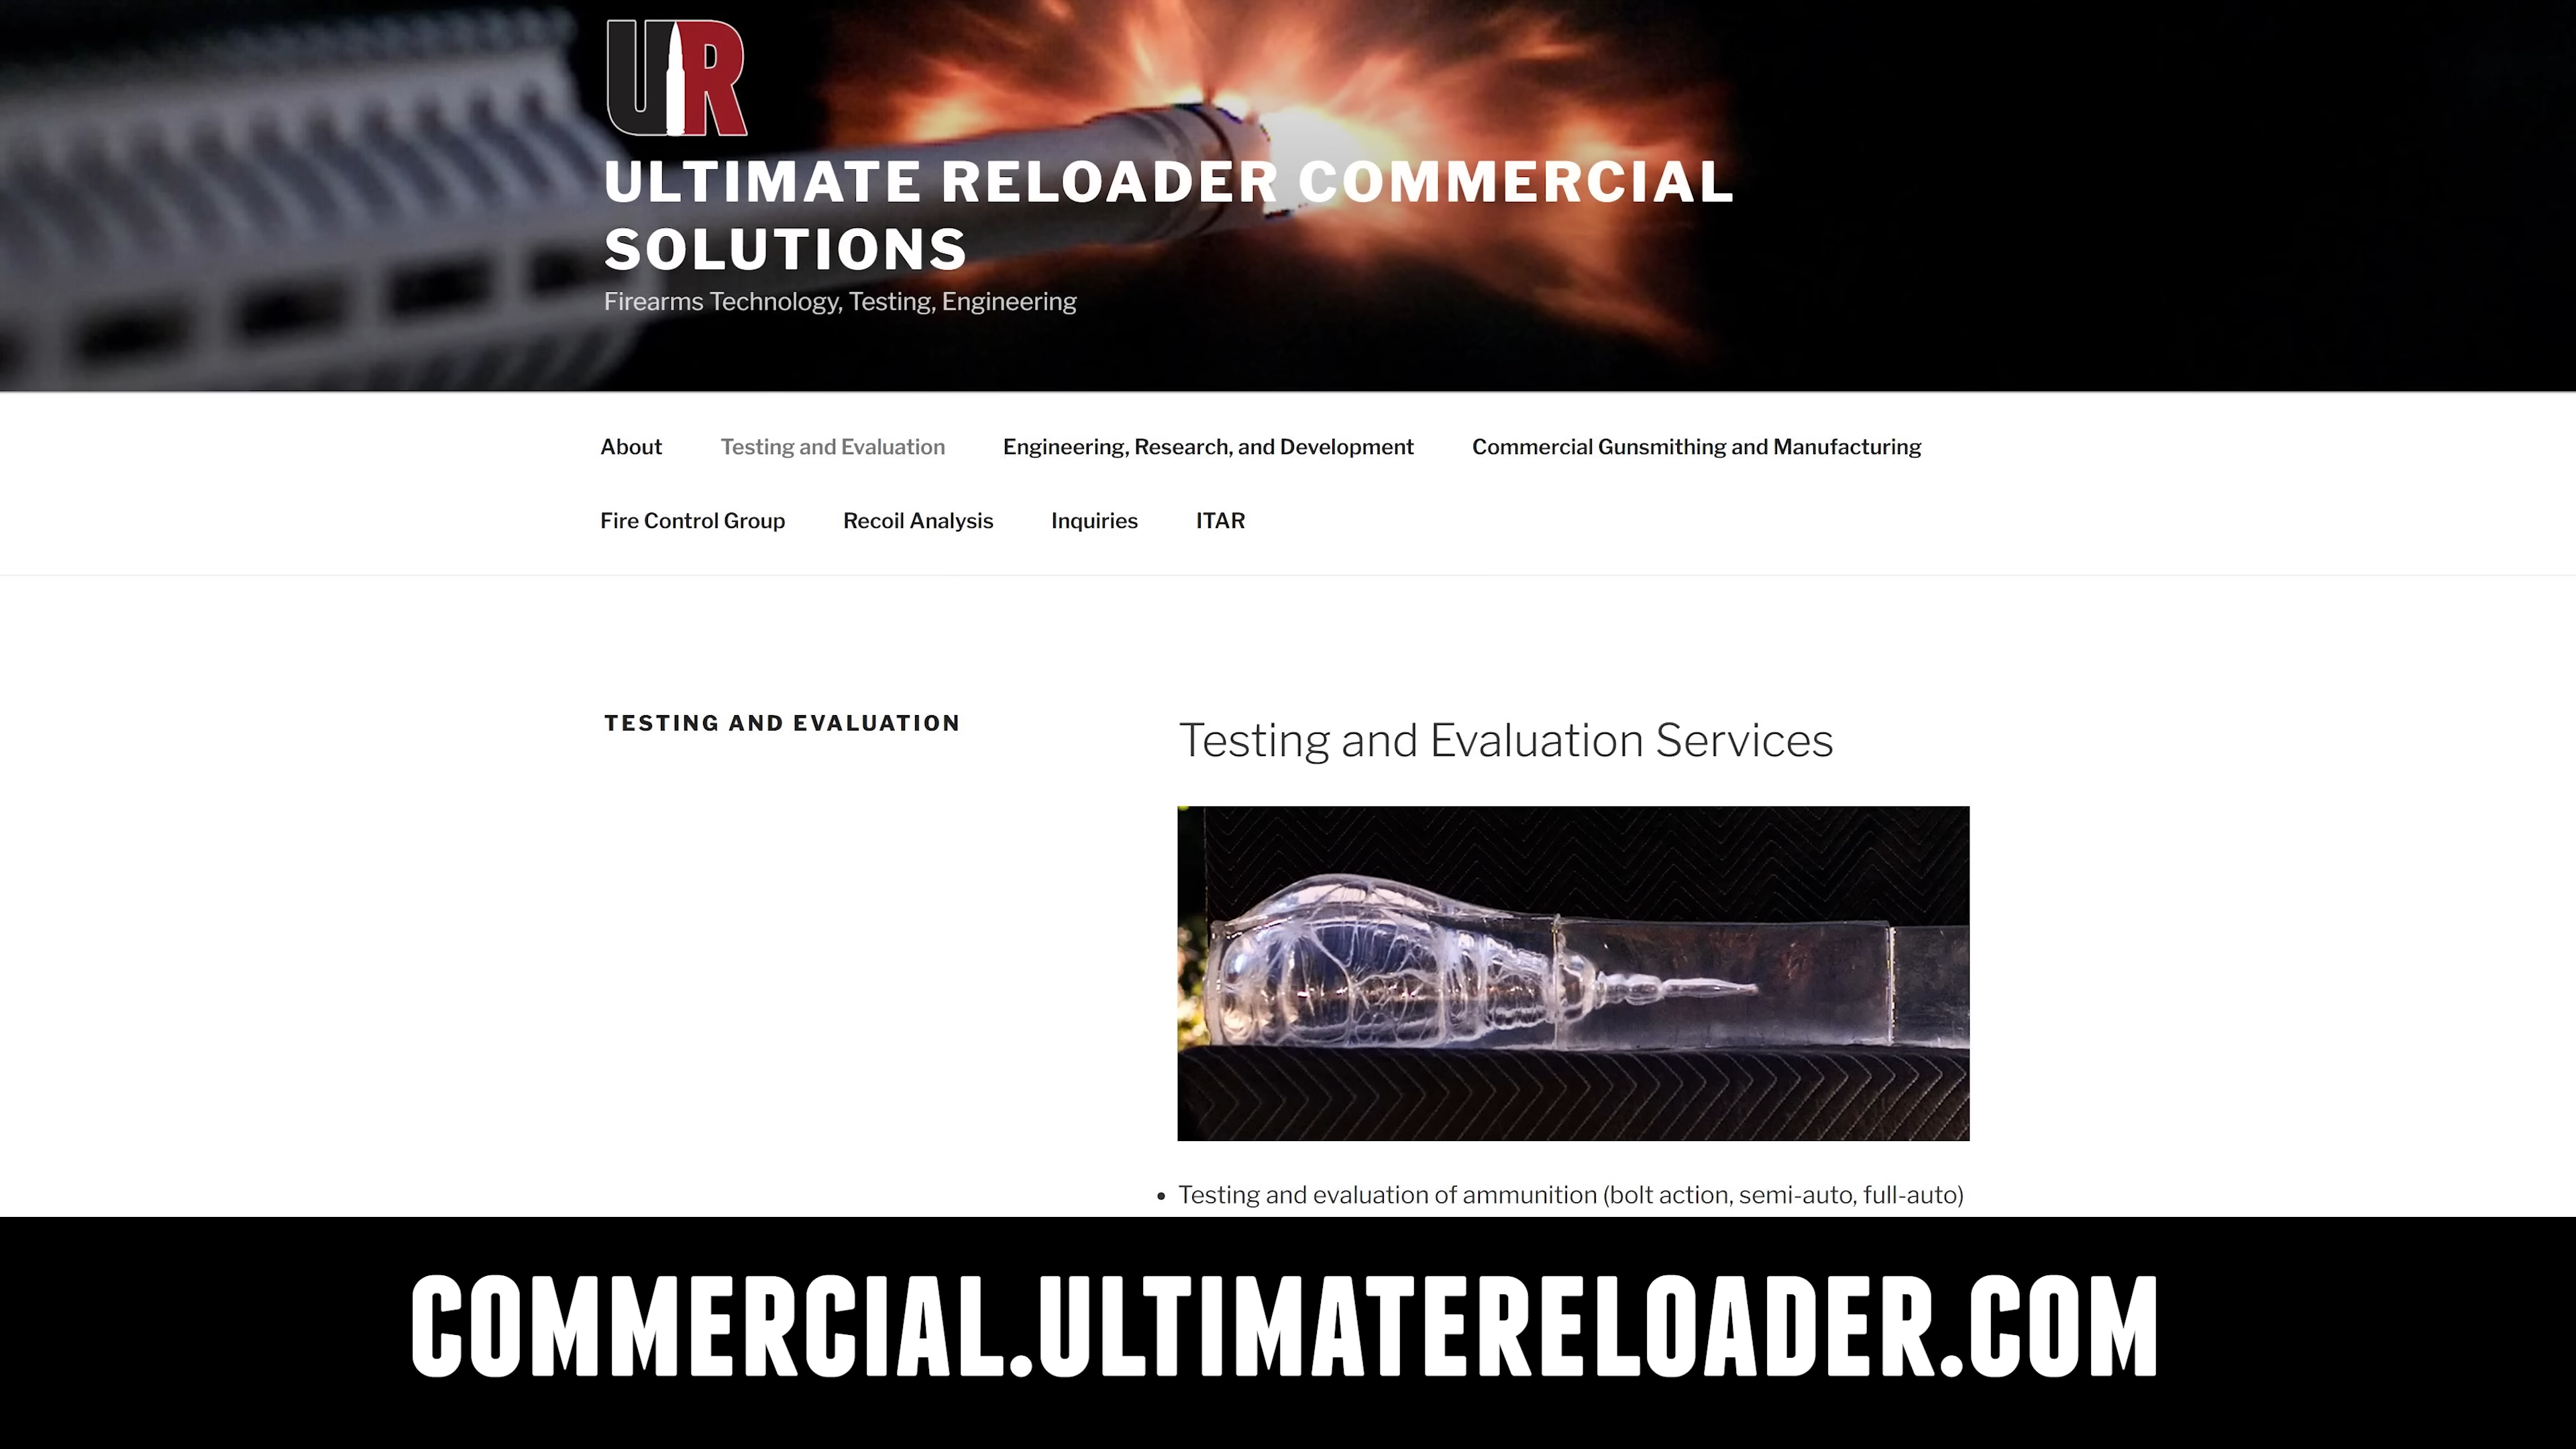 UR
ULTIMATE RELOADER COMMERCIAL
SOLUTIONS
Firearms Technology, Testing, Engineering
About Testing and Evaluation Engineering, Research, and Development Commercial Gunsmithing and Manufacturing
Fire Control Group Recoil Analysis Inquiries ITAR
TESTING AND EVALUATION
Testing and Evaluation Services
• Testing and evaluation of ammunition (bolt action, semi-auto, full-auto)
COMMERCIAL.ULTIMATERELOADER.COM